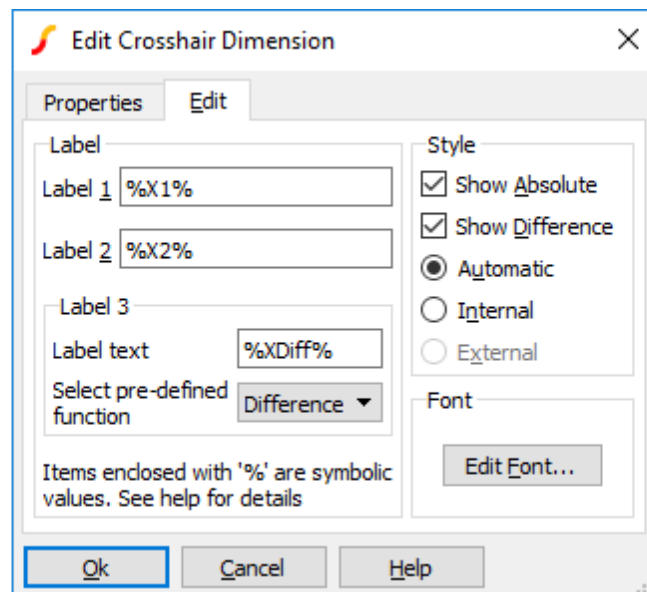 Edit Crosshair Dimension
Properties
Edit
Label
Label 1
%X1%
Label 2
%X2%
Label 3
Label text
%XDiff%
Select pre-defined
function
Difference
Items enclosed with '%' are symbolic
values. See help for details
Style
Show Absolute
Show Difference
Automatic
Internal
External
Font
Edit Font...
Ok
Cancel
Help